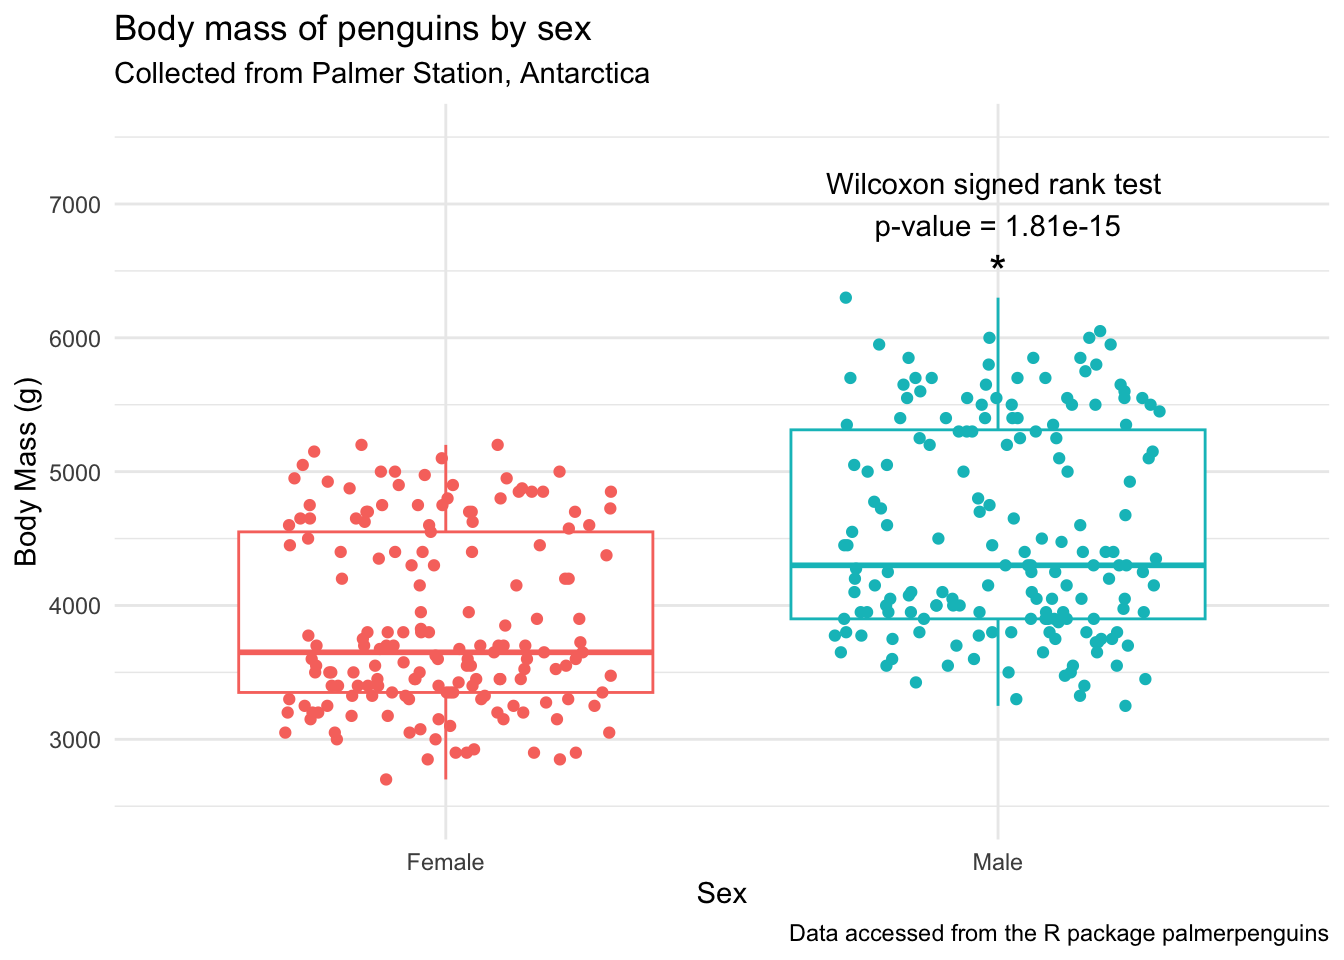 Body mass of penguins by sex
Collected from Palmer Station, Antarctica
Wilcoxon signed rank test
p-value = 1.81e-15
*
7000
6000
5000
4000
3000
Body Mass (g)
Female
Male
Sex
Data accessed from the R package palmerpenguins